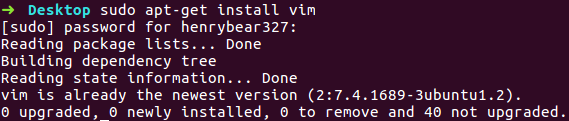 ➜ Desktop sudo apt-get install vim
[sudo] password for henrybear327:
Reading package lists... Done
Building dependency tree
Reading state information... Done
vim is already the newest version (2:7.4.1689-3ubuntu1.2).
0 upgraded, 0 newly installed, 0 to remove and 40 not upgraded.